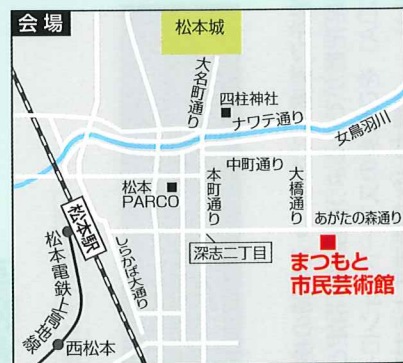 会場
松本城
大名町通り
四柱神社
ナワテ通り
女鳥羽川
中町通り
松本
PARCO
本町通り
大橋通り
あがたの森通り
深志二丁目
まつもと
市民芸術館
松本駅
しらかば大通り
松本電鉄上高地線
西松本